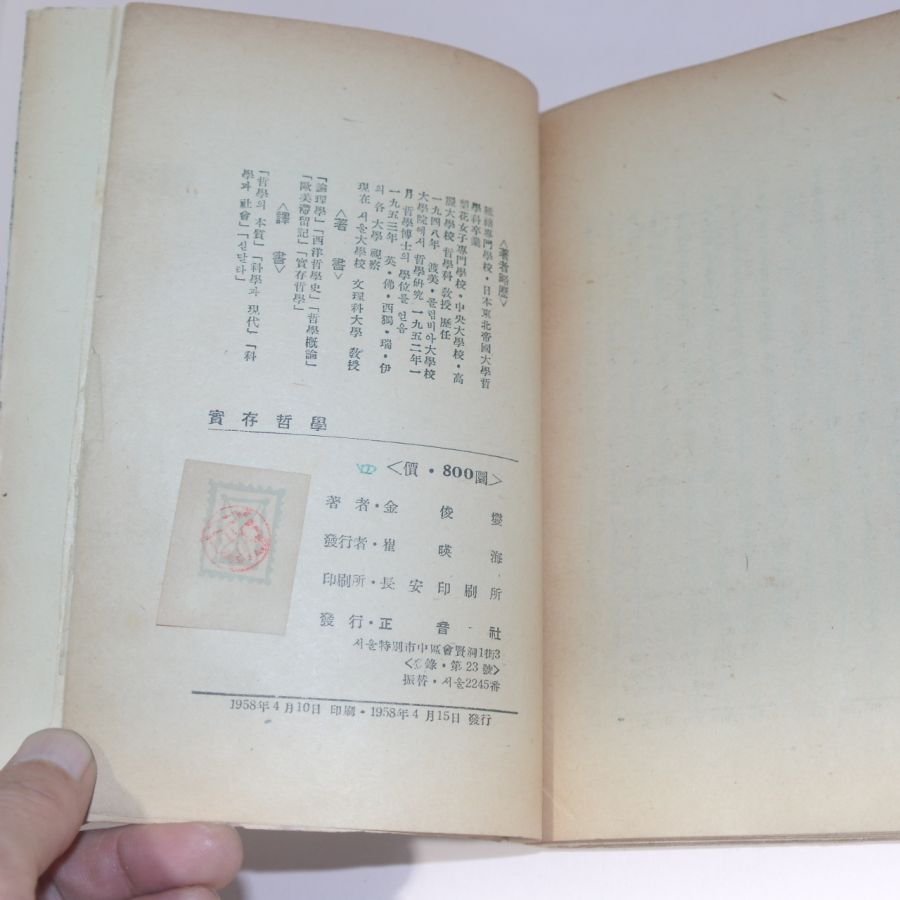 <著者略歷>
延禧專門學校・日本東北帝國大學哲
學科卒業
梨花女子專門學校・中央大學校・高
麗大學校 哲學科 敎授 歷任
一九四八年 渡美・콜럼비아大學校
大學院에서 哲學硏究 一九五二年一
月 哲學博士의 學位를 얻음
一九五三年 英・佛・西獨・瑞・伊
의 各 大學 視察
現在 서울大學校 文理科大學 敎授
<著 書>
「論理學」「西洋哲學史」「哲學槪論」
「歐美滯留記」「實存哲學」
<譯 書>
「哲學의 本質」「科學과 現代」「科
學과 社會」「싣달타」
實存哲學
<價・800圜>
著者・金俊燮
發行者・崔暎海
印刷所・長安印刷所
發行・正音社
서울特別市中區會賢洞1街3
錄・第23號>
振替・서울2245番
1958年4月10日 印刷・1958年4月15日 發行